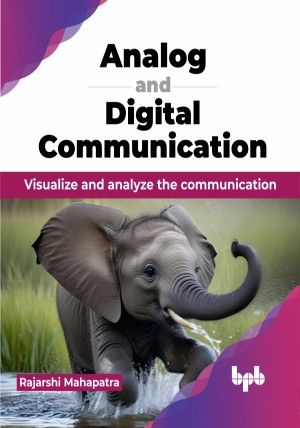 Analog
and
Digital
Communication
Visualize and analyze the communication
Rajarshi Mahapatra
bpb